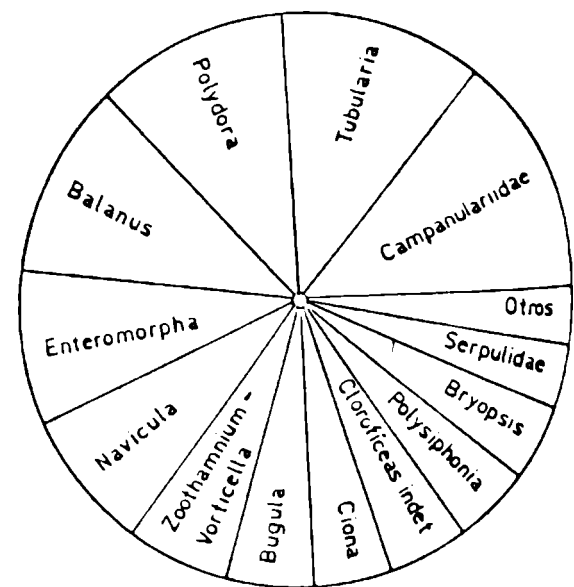 Tubularia
Campanulariidae
Otros
Serpulidae
Bryopsis
Polysiphonia
Cloroficeas indet
Ciona
Bugula
Zoothamnium -
Vorticella
Navicula
Enteromorpha
Balanus
Polydora